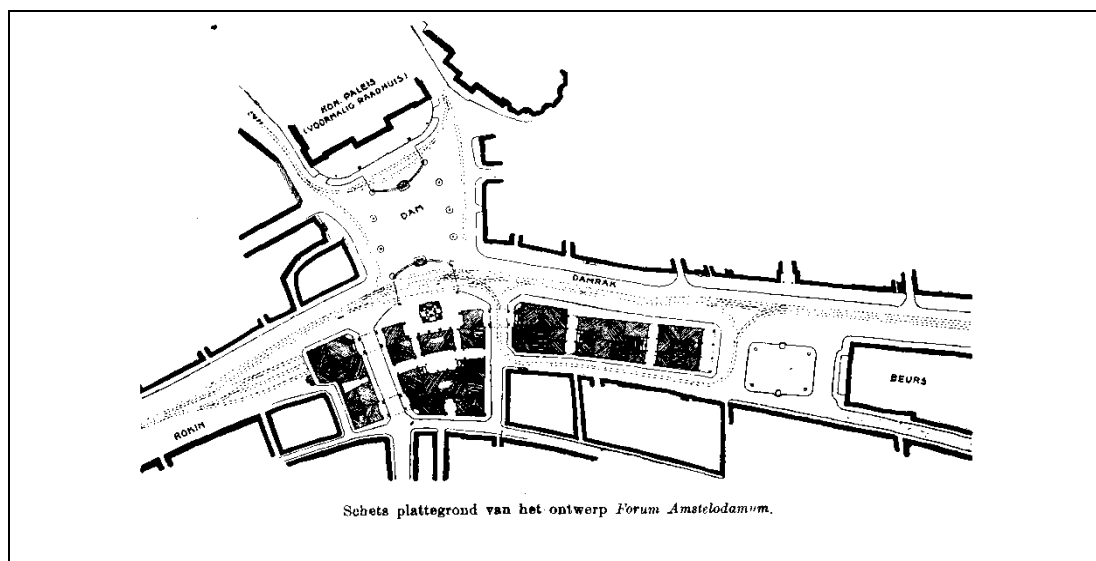 KON. PALEIS
(VOORMALIG RAADHUIS)
DAM
DAMRAK
BEURS
ROKIN
Schets plattegrond van het ontwerp Forum Amstelodamum.